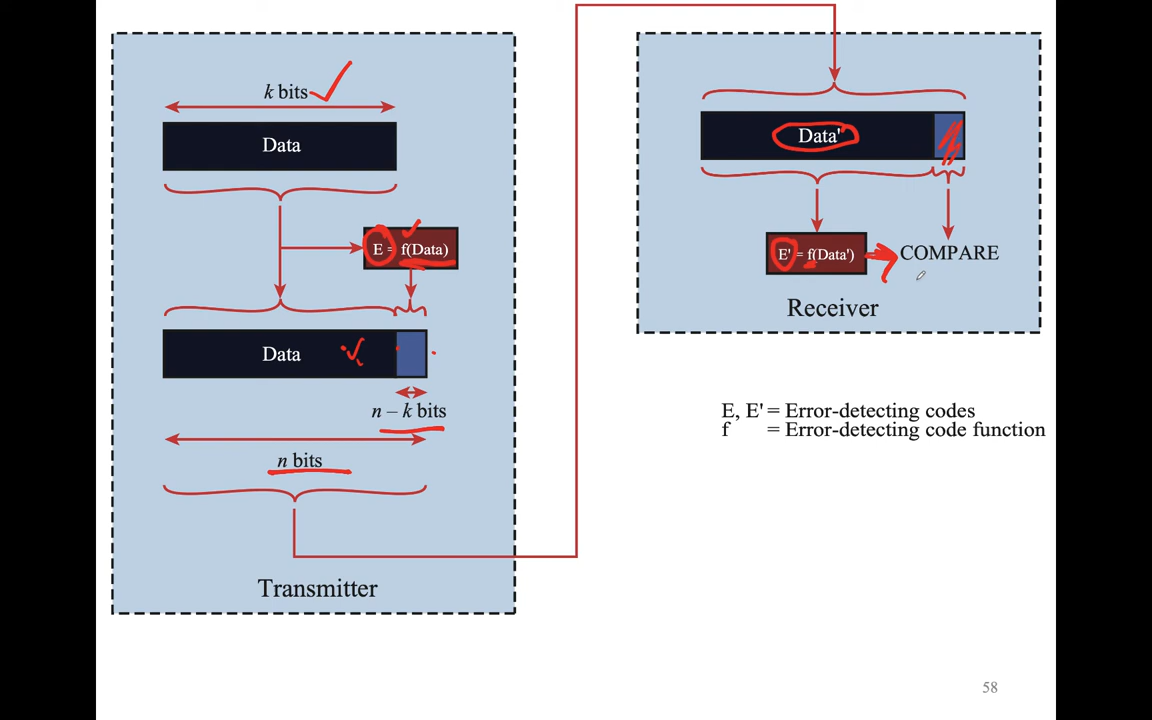 k bits
Data
E = f(Data)
Data
n – k bits
n bits
Transmitter
Data'
E' = f(Data')
COMPARE
Receiver
E, E' = Error-detecting codes
f = Error-detecting code function
58